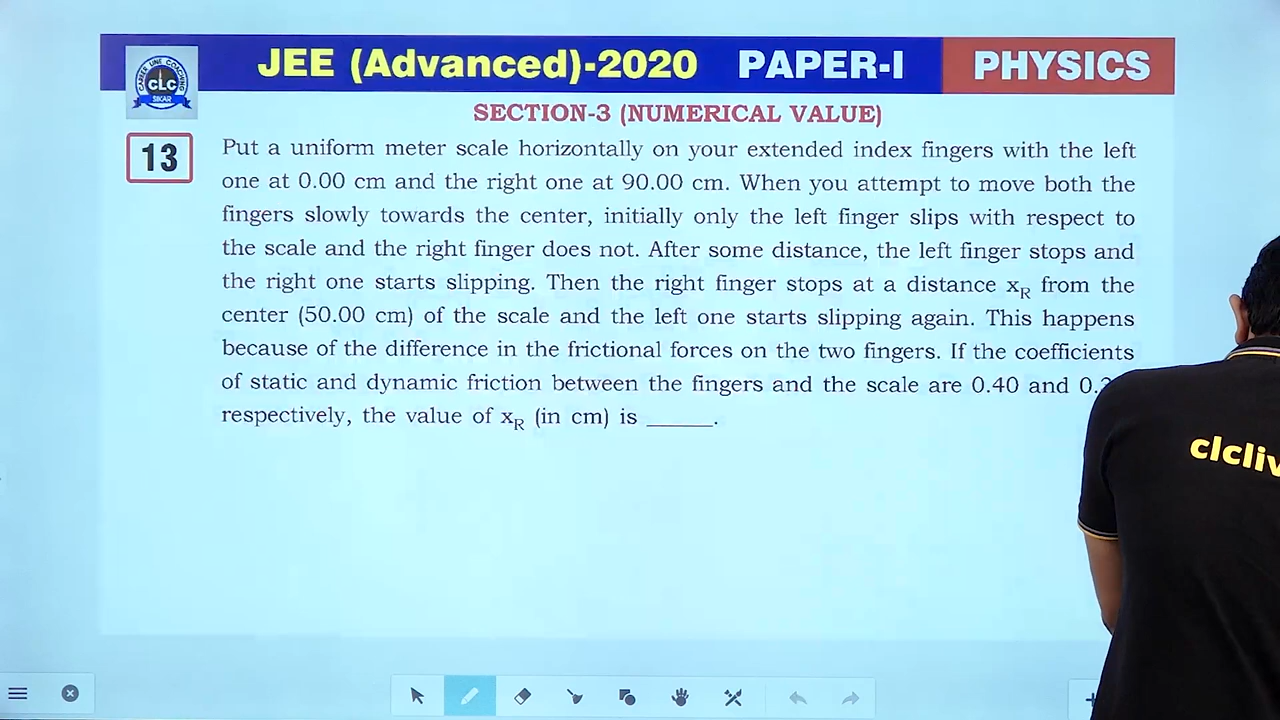 JEE (Advanced)-2020 PAPER-I PHYSICS
CAREER LINE COACHING
CLC
SIKAR
SECTION-3 (NUMERICAL VALUE)
13
Put a uniform meter scale horizontally on your extended index fingers with the left
one at 0.00 cm and the right one at 90.00 cm. When you attempt to move both the
fingers slowly towards the center, initially only the left finger slips with respect to
the scale and the right finger does not. After some distance, the left finger stops and
the right one starts slipping. Then the right finger stops at a distance xR from the
center (50.00 cm) of the scale and the left one starts slipping again. This happens
because of the difference in the frictional forces on the two fingers. If the coefficients
of static and dynamic friction between the fingers and the scale are 0.40 and
respectively, the value of xR (in cm) is ______.
clcliv